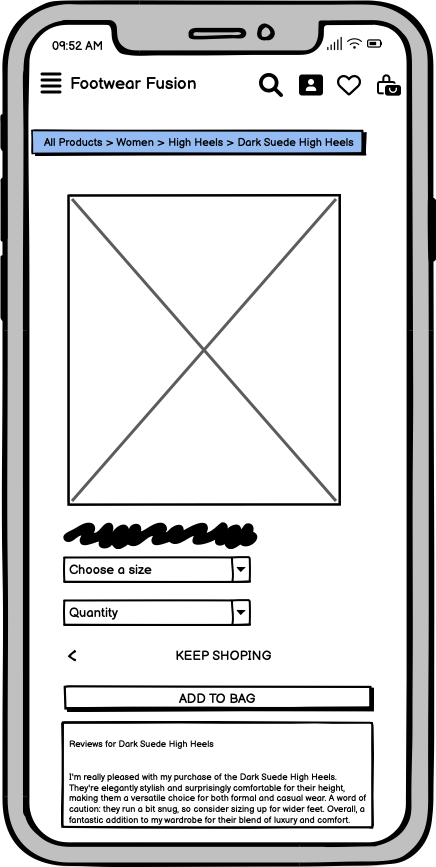 09:52 AM
Footwear Fusion
All Products > Women > High Heels > Dark Suede High Heels
Choose a size
Quantity
< KEEP SHOPING
ADD TO BAG
Reviews for Dark Suede High Heels
I'm really pleased with my purchase of the Dark Suede High Heels.
They're elegantly stylish and surprisingly comfortable for their height,
making them a versatile choice for both formal and casual wear. A word of
caution: they run a bit snug, so consider sizing up for wider feet. Overall, a
fantastic addition to my wardrobe for their blend of luxury and comfort.